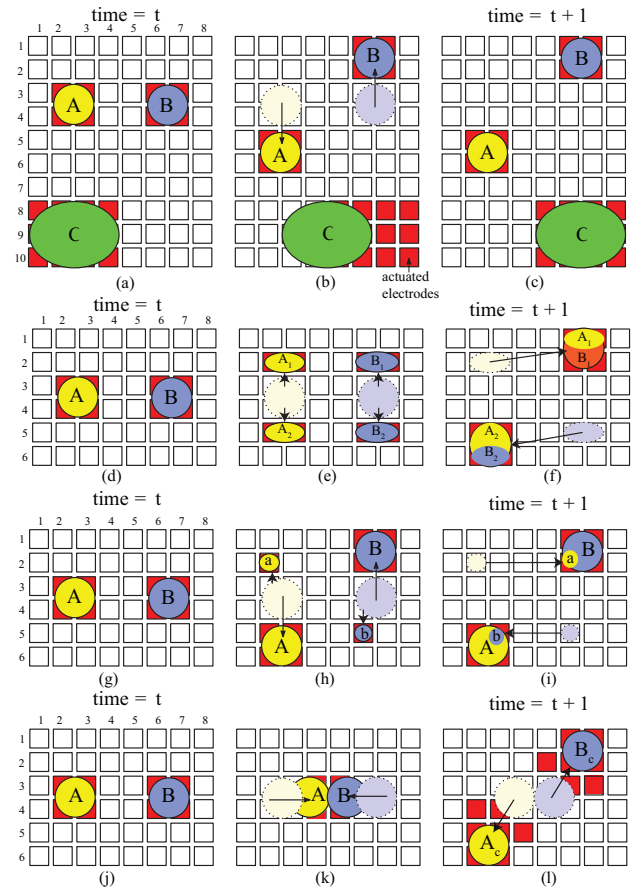 time = t
time = t + 1
1 2 3 4 5 6 7 8
1
2
3
4
5
6
7
8
9
10
A
B
C
B
A
C
actuated
electrodes
B
A
C
(a)
(b)
(c)
time = t
time = t + 1
1 2 3 4 5 6 7 8
1
2
3
4
5
6
A
B
A1
B1
A2
B2
A1
B1
A2
B2
(d)
(e)
(f)
time = t
time = t + 1
1 2 3 4 5 6 7 8
1
2
3
4
5
6
A
B
a
B
A
b
a
B
A
b
(g)
(h)
(i)
time = t
time = t + 1
1 2 3 4 5 6 7 8
1
2
3
4
5
6
A
B
A
B
Bc
Ac
(j)
(k)
(l)